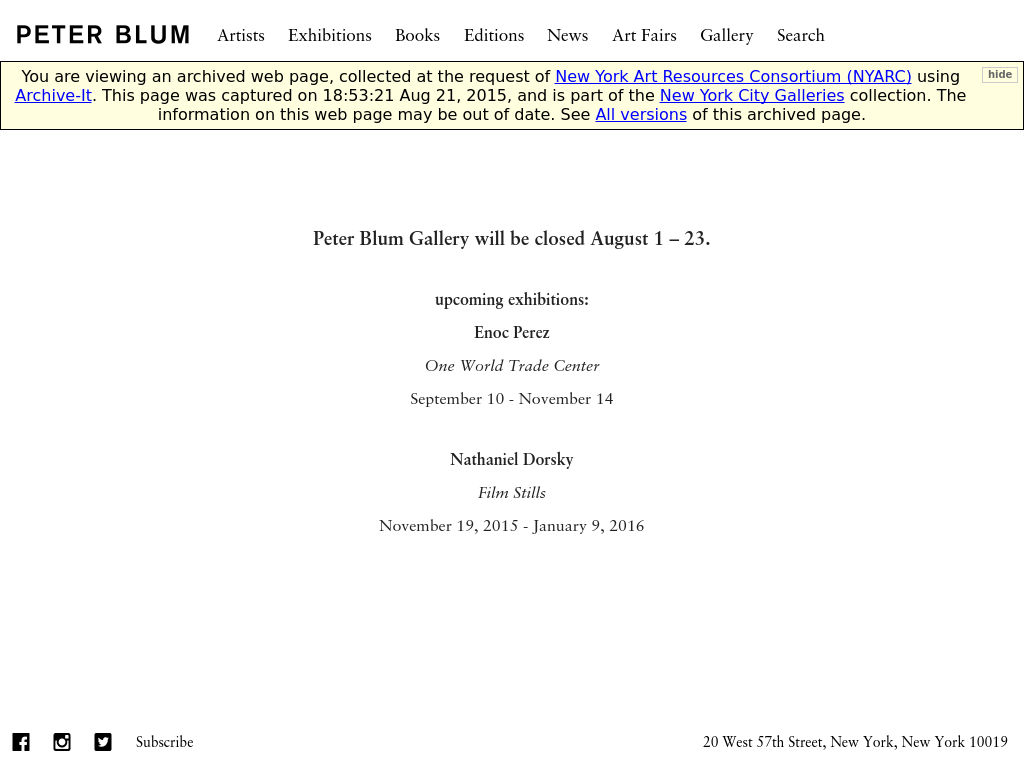 PETER BLUM Artists Exhibitions Books Editions News Art Fairs Gallery Search
You are viewing an archived web page, collected at the request of New York Art Resources Consortium (NYARC) using hide
Archive-It. This page was captured on 18:53:21 Aug 21, 2015, and is part of the New York City Galleries collection. The
information on this web page may be out of date. See All versions of this archived page.
Peter Blum Gallery will be closed August 1 – 23.
upcoming exhibitions:
Enoc Perez
One World Trade Center
September 10 - November 14
Nathaniel Dorsky
Film Stills
November 19, 2015 - January 9, 2016
Subscribe 20 West 57th Street, New York, New York 10019